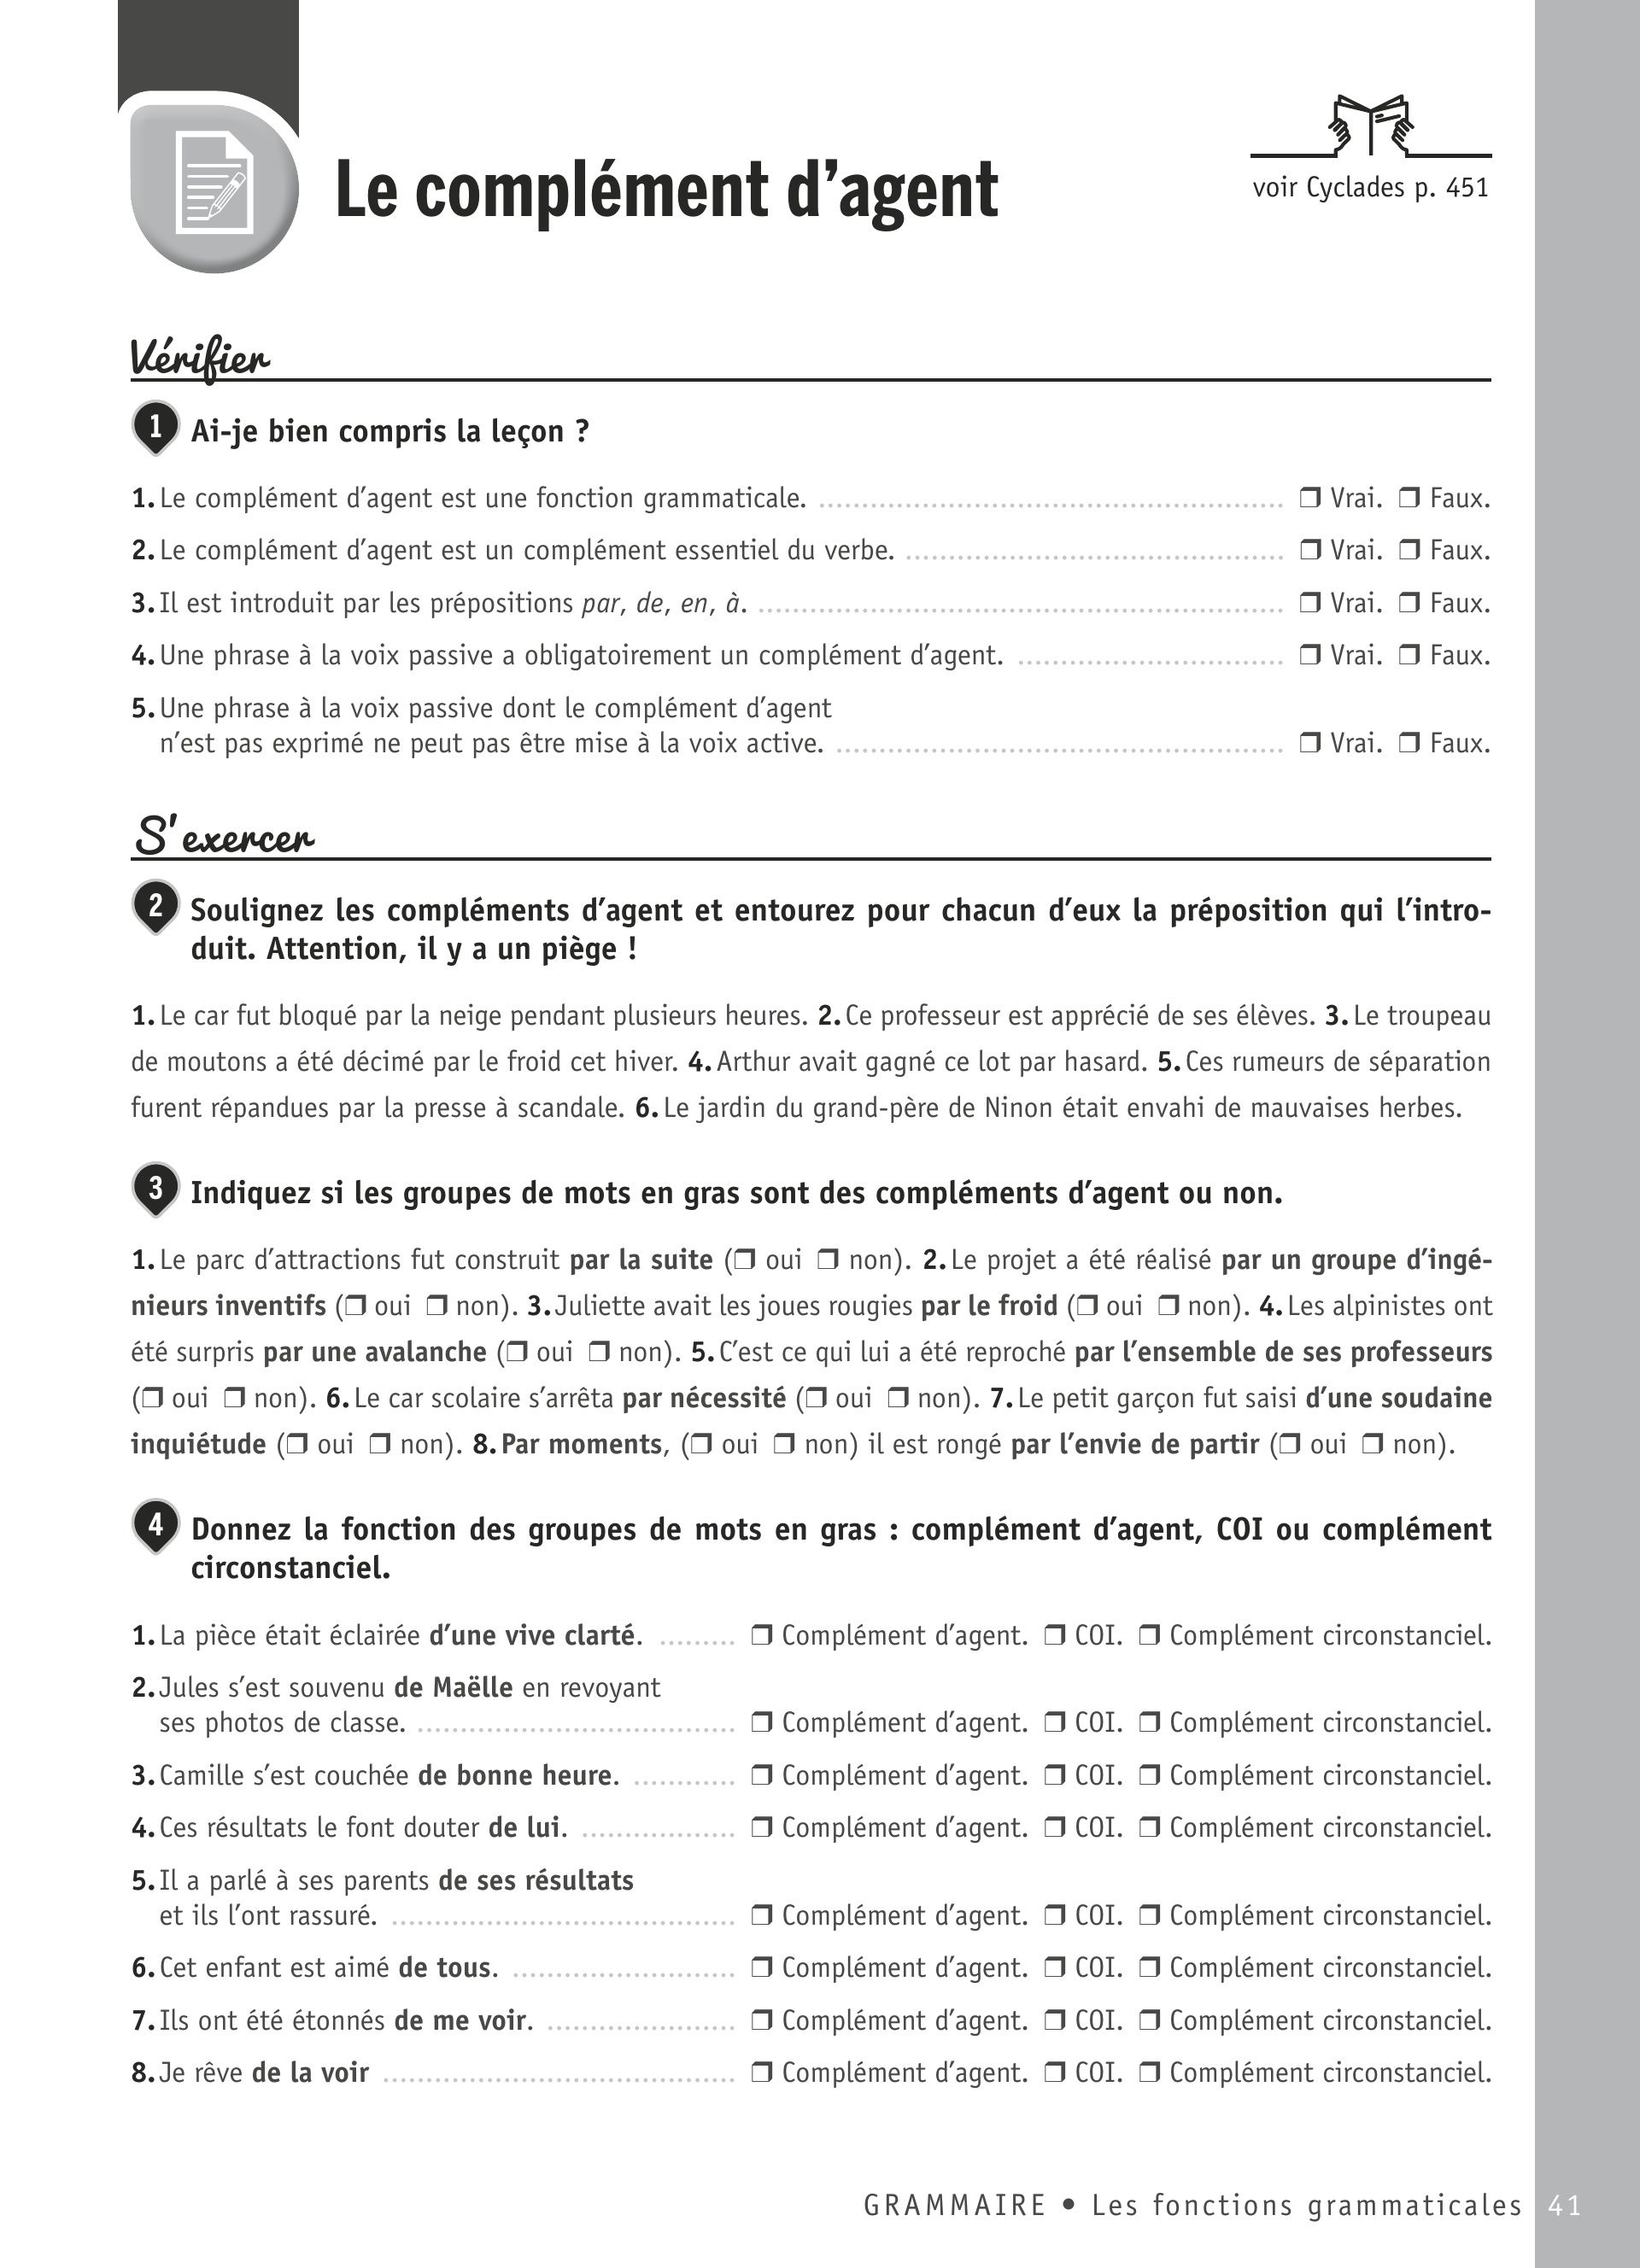 Le complément d’agent
voir Cyclades p. 451
Vérifier
1 Ai-je bien compris la leçon ?
1. Le complément d’agent est une fonction grammaticale. ❐ Vrai. ❐ Faux.
2. Le complément d’agent est un complément essentiel du verbe. ❐ Vrai. ❐ Faux.
3. Il est introduit par les prépositions par, de, en, à. ❐ Vrai. ❐ Faux.
4. Une phrase à la voix passive a obligatoirement un complément d’agent. ❐ Vrai. ❐ Faux.
5. Une phrase à la voix passive dont le complément d’agent
n’est pas exprimé ne peut pas être mise à la voix active. ❐ Vrai. ❐ Faux.
S’exercer
2 Soulignez les compléments d’agent et entourez pour chacun d’eux la préposition qui l’intro-
duit. Attention, il y a un piège !
1. Le car fut bloqué par la neige pendant plusieurs heures. 2. Ce professeur est apprécié de ses élèves. 3. Le troupeau
de moutons a été décimé par le froid cet hiver. 4. Arthur avait gagné ce lot par hasard. 5. Ces rumeurs de séparation
furent répandues par la presse à scandale. 6. Le jardin du grand-père de Ninon était envahi de mauvaises herbes.
3 Indiquez si les groupes de mots en gras sont des compléments d’agent ou non.
1. Le parc d’attractions fut construit par la suite (❐ oui ❐ non). 2. Le projet a été réalisé par un groupe d’ingé-
nieurs inventifs (❐ oui ❐ non). 3. Juliette avait les joues rougies par le froid (❐ oui ❐ non). 4. Les alpinistes ont
été surpris par une avalanche (❐ oui ❐ non). 5. C’est ce qui lui a été reproché par l’ensemble de ses professeurs
(❐ oui ❐ non). 6. Le car scolaire s’arrêta par nécessité (❐ oui ❐ non). 7. Le petit garçon fut saisi d’une soudaine
inquiétude (❐ oui ❐ non). 8. Par moments, (❐ oui ❐ non) il est rongé par l’envie de partir (❐ oui ❐ non).
4 Donnez la fonction des groupes de mots en gras : complément d’agent, COI ou complément
circonstanciel.
1. La pièce était éclairée d’une vive clarté. ❐ Complément d’agent. ❐ COI. ❐ Complément circonstanciel.
2. Jules s’est souvenu de Maëlle en revoyant
ses photos de classe. ❐ Complément d’agent. ❐ COI. ❐ Complément circonstanciel.
3. Camille s’est couchée de bonne heure. ❐ Complément d’agent. ❐ COI. ❐ Complément circonstanciel.
4. Ces résultats le font douter de lui. ❐ Complément d’agent. ❐ COI. ❐ Complément circonstanciel.
5. Il a parlé à ses parents de ses résultats
et ils l’ont rassuré. ❐ Complément d’agent. ❐ COI. ❐ Complément circonstanciel.
6. Cet enfant est aimé de tous. ❐ Complément d’agent. ❐ COI. ❐ Complément circonstanciel.
7. Ils ont été étonnés de me voir. ❐ Complément d’agent. ❐ COI. ❐ Complément circonstanciel.
8. Je rêve de la voir ❐ Complément d’agent. ❐ COI. ❐ Complément circonstanciel.
GRAMMAIRE • Les fonctions grammaticales 41